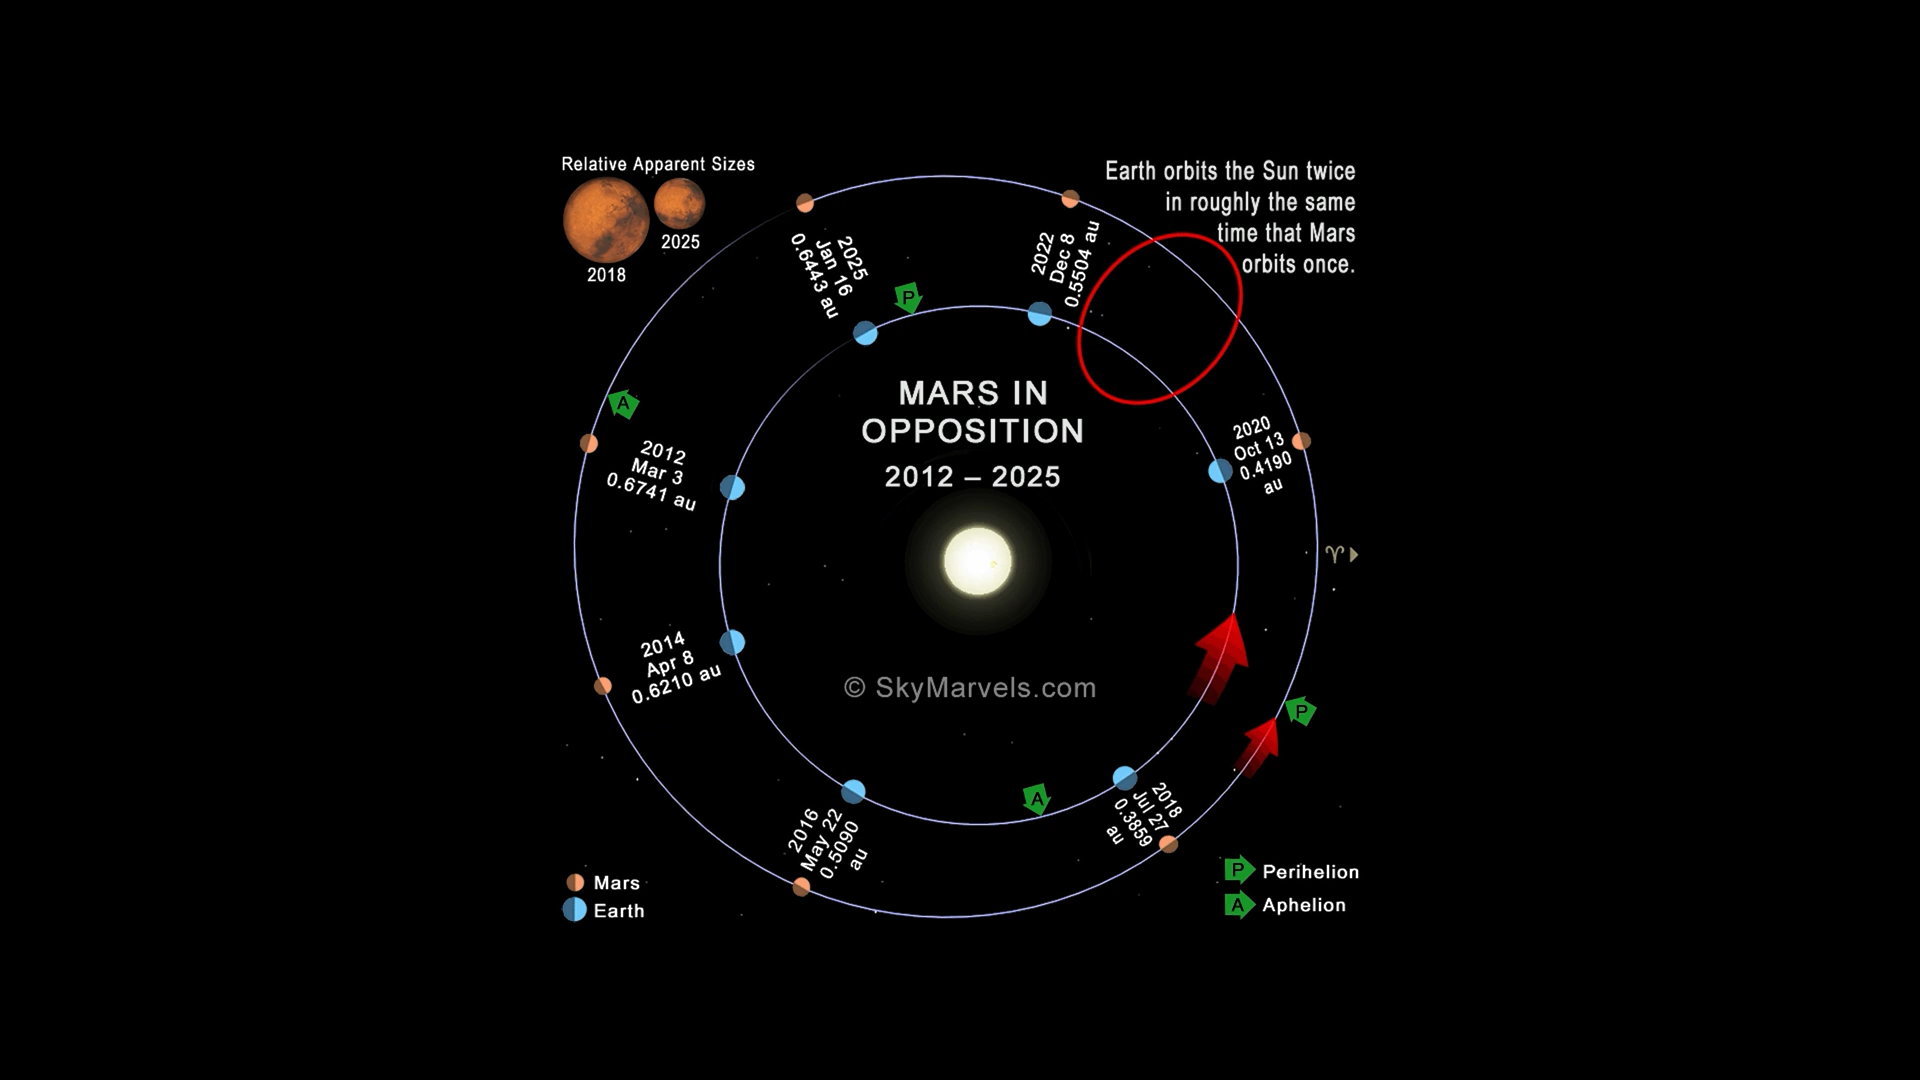 Relative Apparent Sizes
2018
2025
Earth orbits the Sun twice
in roughly the same
time that Mars
orbits once.
2025
Jan 16
0.6443 au
2022
Dec 8
0.5504 au
P
A
MARS IN
OPPOSITION
2012 – 2025
2012
Mar 3
0.6741 au
2020
Oct 13
0.4190
au
♈
2014
Apr 8
0.6210 au
© SkyMarvels.com
P
A
2016
May 22
0.5090
au
2018
Jul 27
0.3859
au
Mars
Earth
P Perihelion
A Aphelion